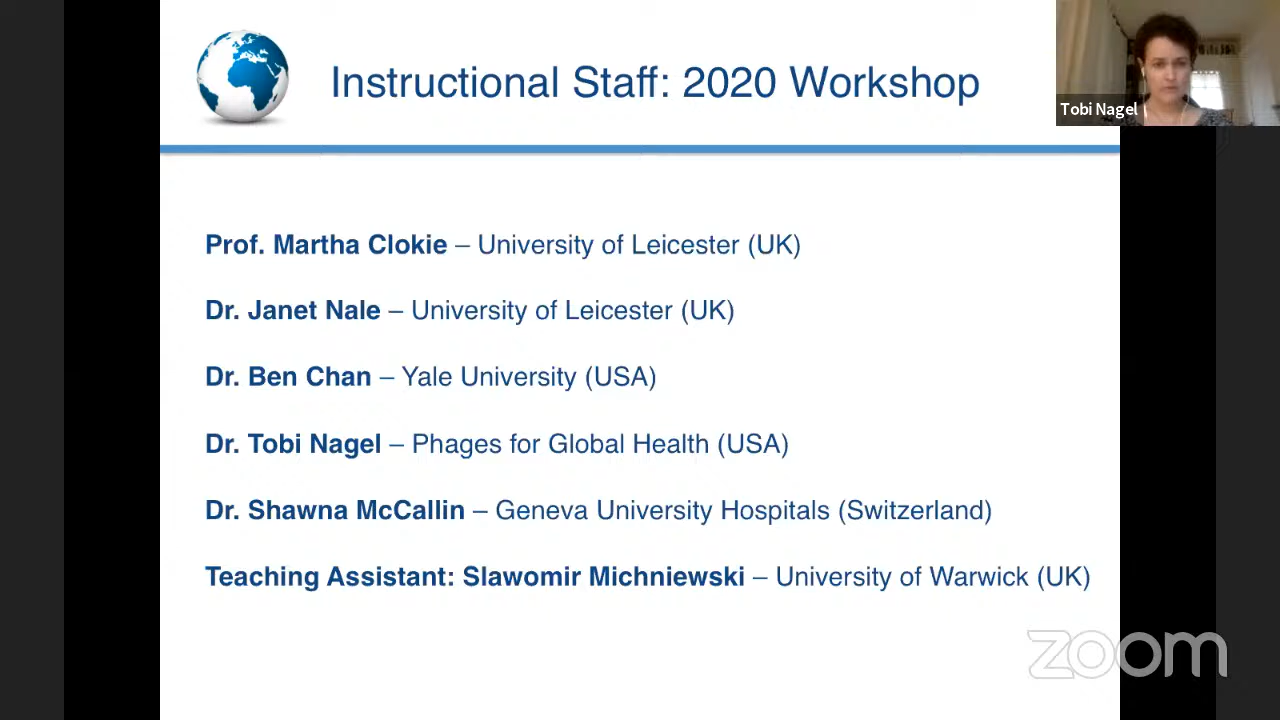 Instructional Staff: 2020 Workshop
Tobi Nagel
Prof. Martha Clokie – University of Leicester (UK)
Dr. Janet Nale – University of Leicester (UK)
Dr. Ben Chan – Yale University (USA)
Dr. Tobi Nagel – Phages for Global Health (USA)
Dr. Shawna McCallin – Geneva University Hospitals (Switzerland)
Teaching Assistant: Slawomir Michniewski – University of Warwick (UK)
zoom